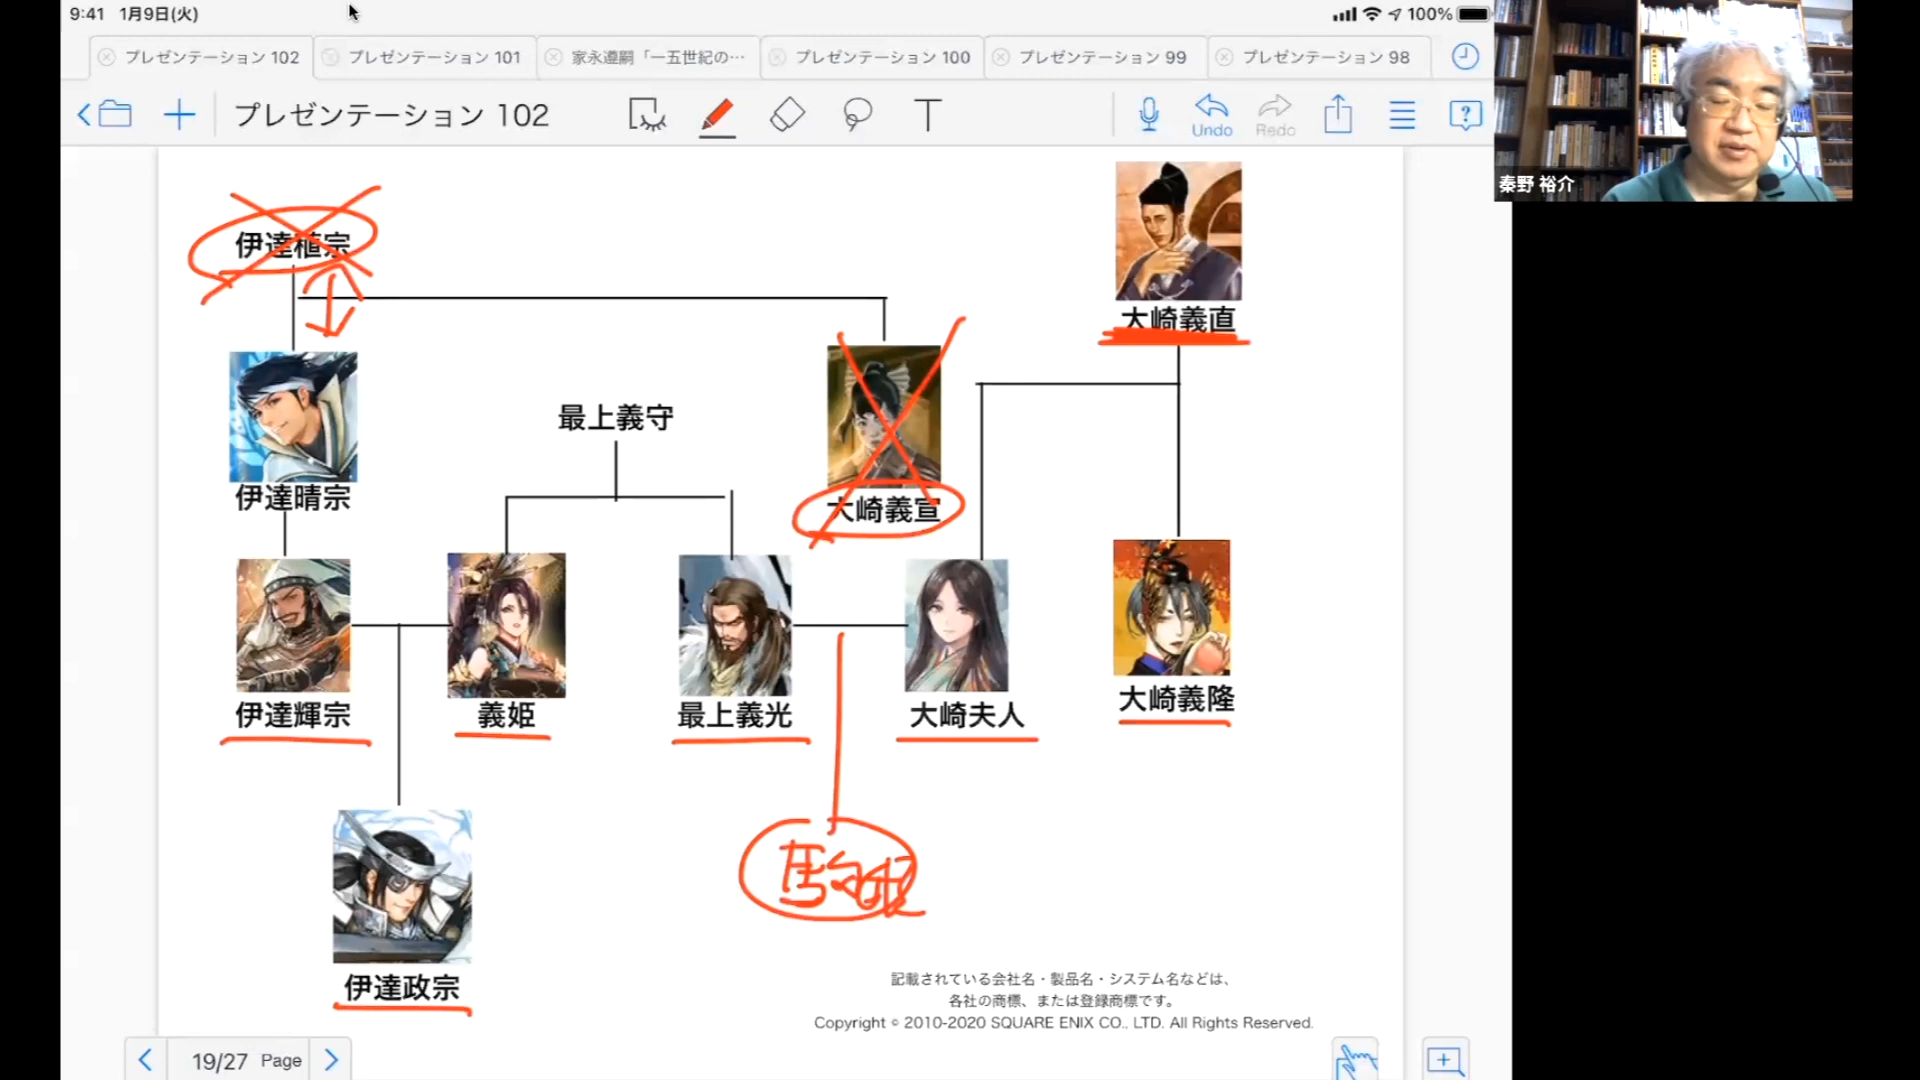 9:41 1月9日(火)
100%
プレゼンテーション 102
プレゼンテーション 101
家永遵嗣「一五世紀の…
プレゼンテーション 100
プレゼンテーション 99
プレゼンテーション 98
プレゼンテーション 102
T
Undo
Redo
?
秦野 裕介
伊達植宗
大崎義直
最上義守
伊達晴宗
大崎義宣
伊達輝宗
義姫
最上義光
大崎夫人
大崎義隆
駒姫
伊達政宗
記載されている会社名・製品名・システム名などは、
各社の商標、または登録商標です。
Copyright © 2010-2020 SQUARE ENIX CO., LTD. All Rights Reserved.
19/27 Page